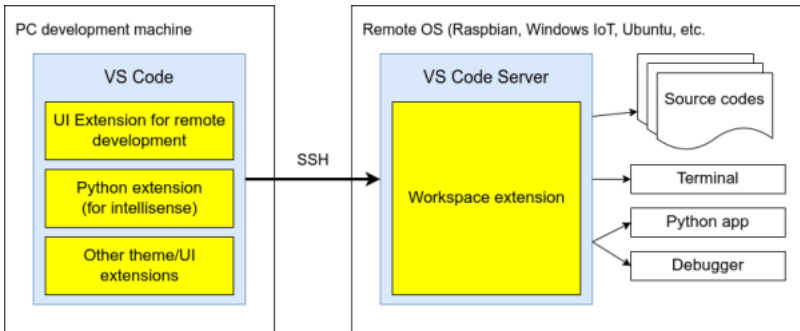 PC development machine
VS Code
UI Extension for remote
development
Python extension
(for intellisense)
Other theme/UI
extensions
SSH
Remote OS (Raspbian, Windows IoT, Ubuntu, etc.
VS Code Server
Workspace extension
Source codes
Terminal
Python app
Debugger